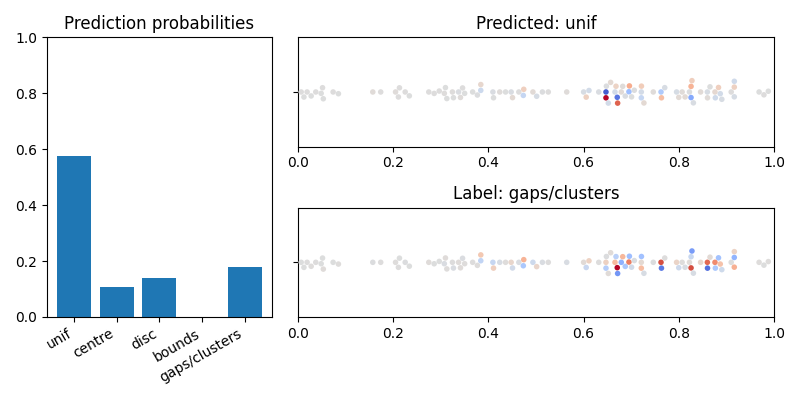 Prediction probabilities
1.0
0.8
0.6
0.4
0.2
0.0
unif
centre
disc
bounds
gaps/clusters
Predicted: unif
0.0 0.2 0.4 0.6 0.8 1.0
Label: gaps/clusters
0.0 0.2 0.4 0.6 0.8 1.0